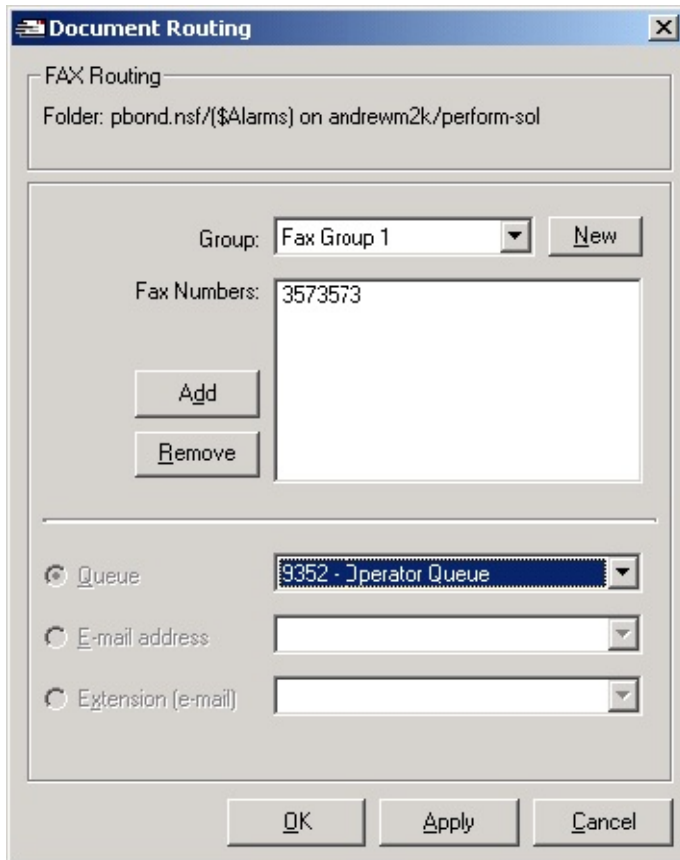 Document Routing
FAX Routing
Folder: pbond.nsf/($Alarms) on andrewm2k/perform-sol
Group: Fax Group 1 New
Fax Numbers: 3573573
Add
Remove
Queue 9352 - Operator Queue
E-mail address
Extension (e-mail)
OK Apply Cancel